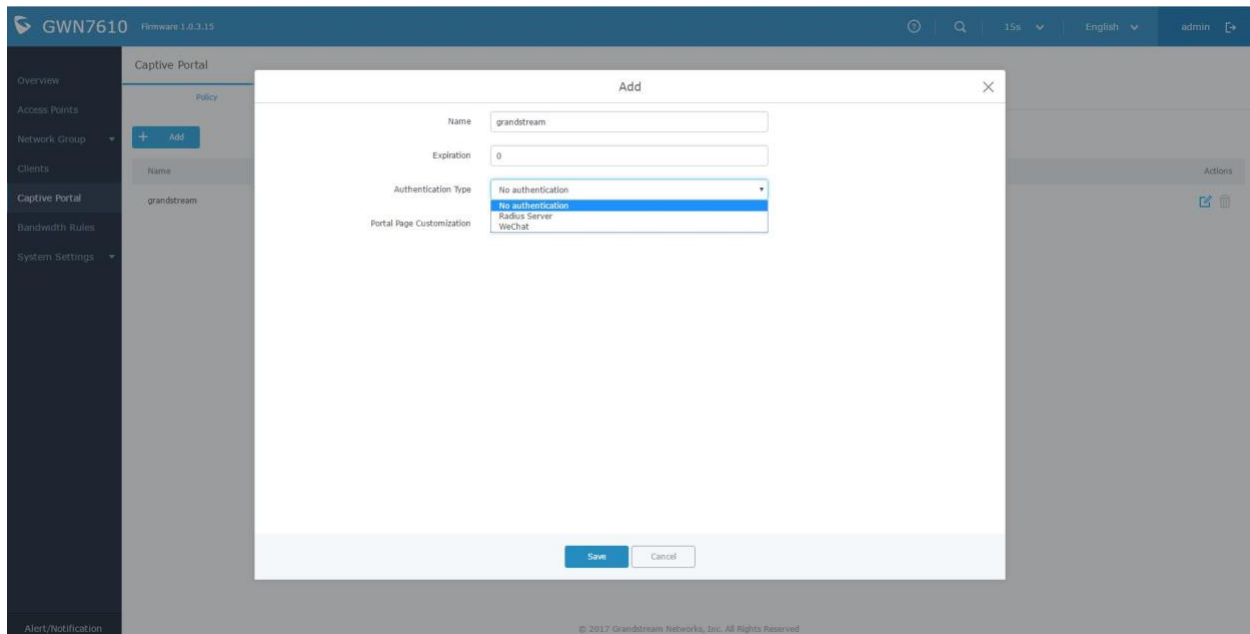 GWN7610 Firmware 1.0.3.15 15s English admin
Overview
Access Points
Network Group
Clients
Captive Portal
Bandwidth Rules
System Settings
Alert/Notification
Captive Portal
Policy
+ Add
Name Actions
grandstream
Add
Name grandstream
Expiration 0
Authentication Type No authentication
No authentication
Radius Server
WeChat
Portal Page Customization
Save Cancel
© 2017 Grandstream Networks, Inc. All Rights Reserved